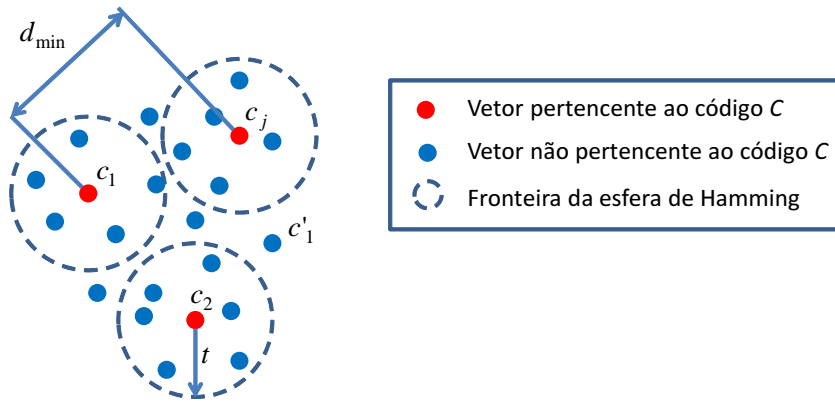 d_min
c_j
c_1
c'_1
c_2
t
Vetor pertencente ao código C
Vetor não pertencente ao código C
Fronteira da esfera de Hamming